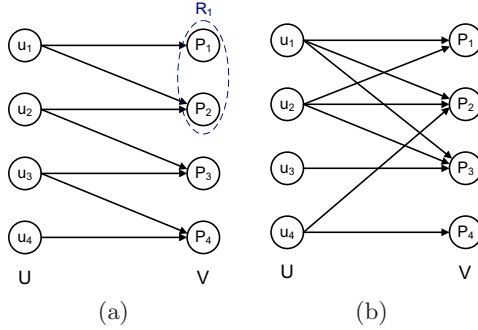 R1
u1 P1 u1 P1
u2 P2 u2 P2
u3 P3 u3 P3
u4 P4 u4 P4
U V U V
(a) (b)